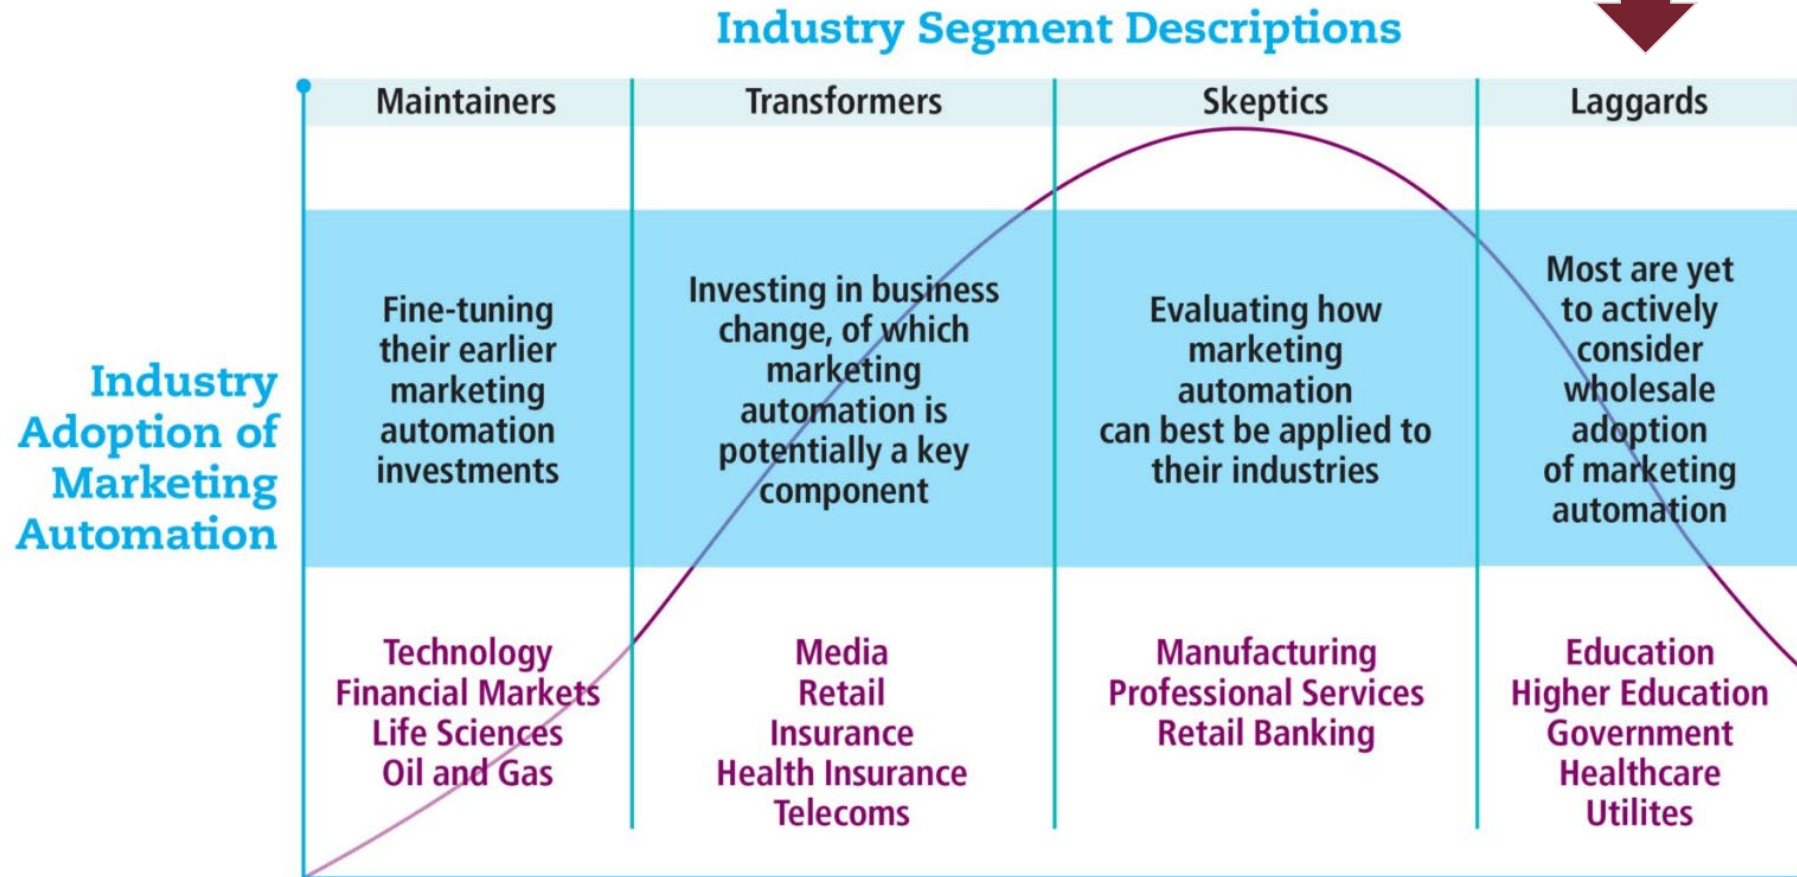 Industry Segment Descriptions
Maintainers
Transformers
Skeptics
Laggards
Industry
Adoption of
Marketing
Automation
Fine-tuning
their earlier
marketing
automation
investments
Investing in business
change, of which
marketing
automation is
potentially a key
component
Evaluating how
marketing
automation
can best be applied to
their industries
Most are yet
to actively
consider
wholesale
adoption
of marketing
automation
Technology
Financial Markets
Life Sciences
Oil and Gas
Media
Retail
Insurance
Health Insurance
Telecoms
Manufacturing
Professional Services
Retail Banking
Education
Higher Education
Government
Healthcare
Utilites